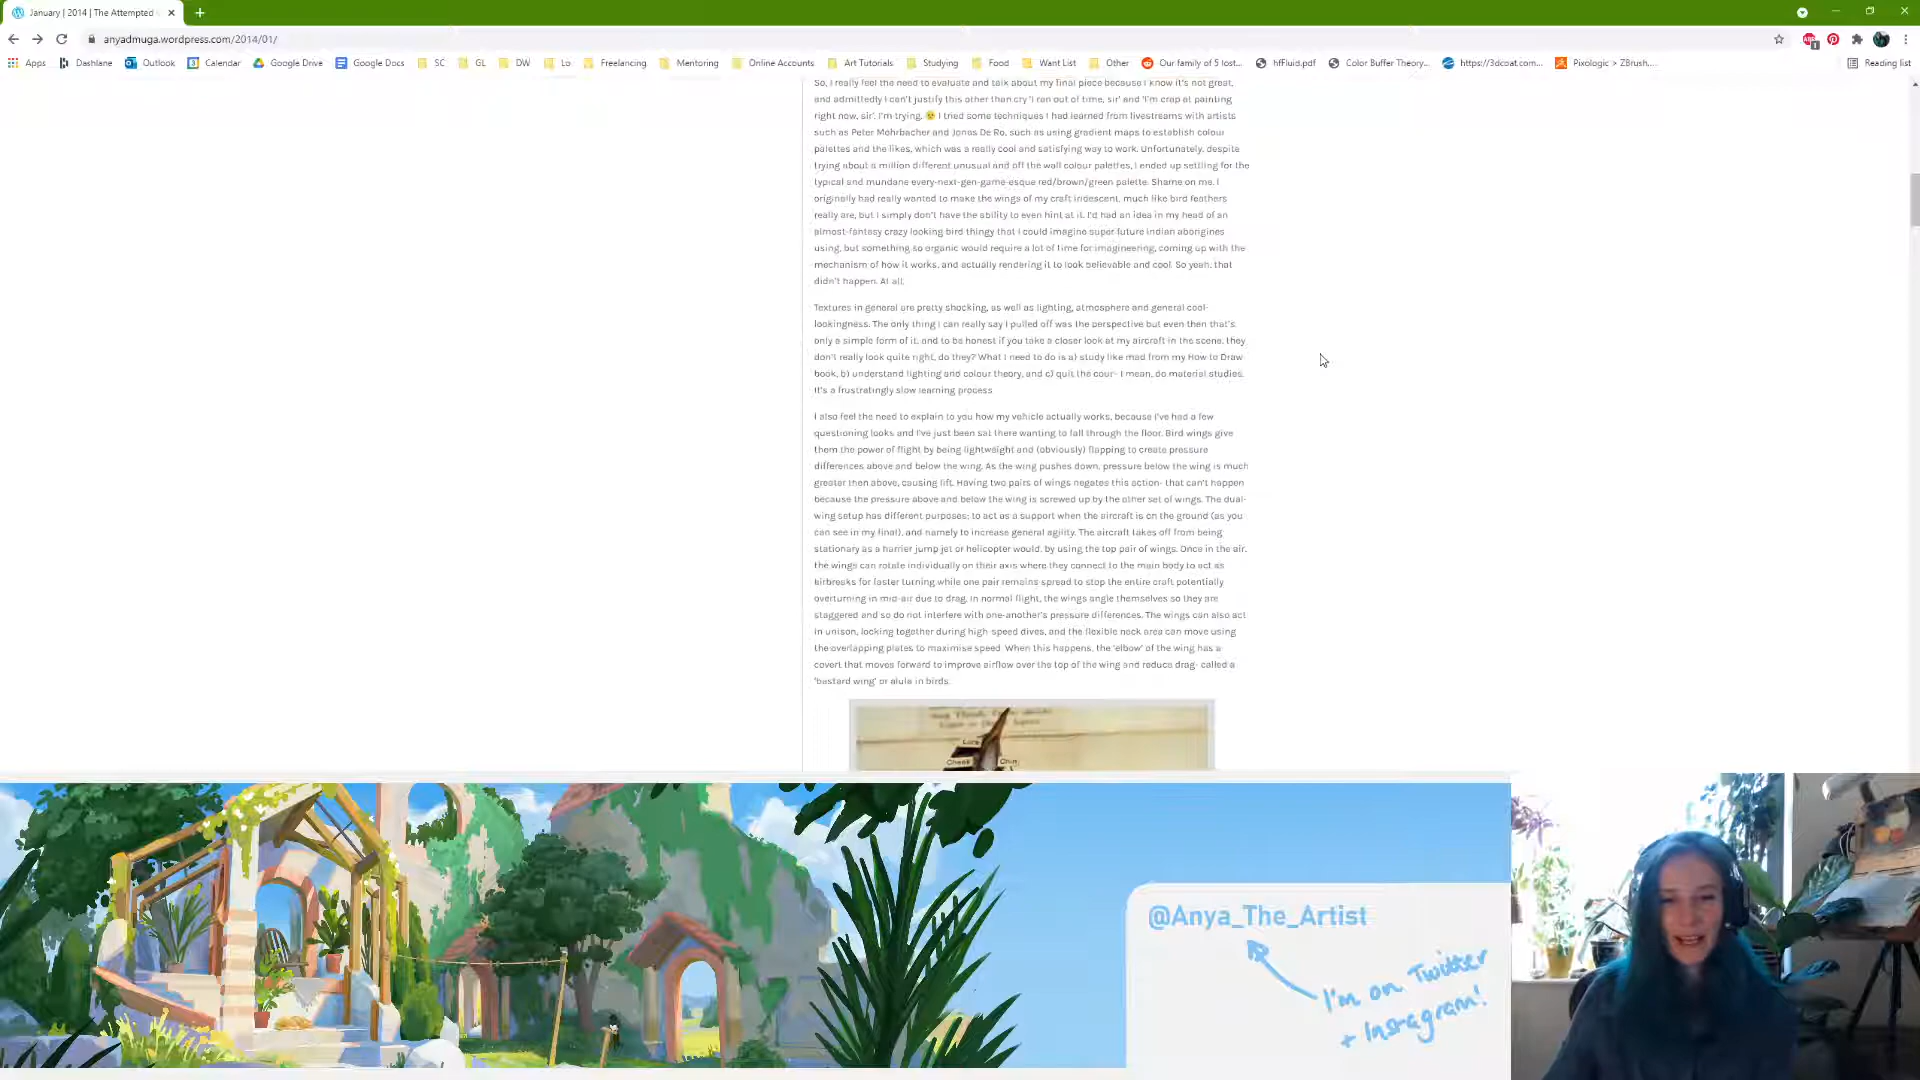 January | 2014 | The Attempted
anyadmuga.wordpress.com/2014/01/
Apps Dashlane Outlook Calendar Google Drive Google Docs SC GL DW Lo Freelancing Mentoring Online Accounts Art Tutorials Studying Food Want List Other Our family of 5 lost... hfFluid.pdf Color Buffer Theory... https://3dcoat.com... Pixologic > ZBrush.... Reading list
So, I really feel the need to evaluate and talk about my final piece because I know it's not great,
and admittedly I can't justify this other than cry 'I ran out of time, sir' and 'I'm crap at painting
right now, sir'. I'm trying. I tried some techniques I had learned from livestreams with artists
such as Peter Mohrbacher and Jonas De Ro, such as using gradient maps to establish colour
palettes and the likes, which was a really cool and satisfying way to work. Unfortunately, despite
trying about a million different unusual and off the wall colour palettes, I ended up settling for the
typical and mundane every-next-gen-game-esque red/brown/green palette. Shame on me. I
originally had really wanted to make the wings of my craft iridescent, much like bird feathers
really are, but I simply don't have the ability to even hint at it. I'd had an idea in my head of an
almost-fantasy crazy looking bird thingy that I could imagine super future indian aborigines
using, but something so organic would require a lot of time for imagineering, coming up with the
mechanism of how it works, and actually rendering it to look believable and cool. So yeah, that
didn't happen. At all.
Textures in general are pretty shocking, as well as lighting, atmosphere and general cool-
lookingness. The only thing I can really say I pulled off was the perspective but even then that's
only a simple form of it, and to be honest if you take a closer look at my aircraft in the scene, they
don't really look quite right, do they? What I need to do is a) study like mad from my How to Draw
book, b) understand lighting and colour theory, and c) quit the cour- I mean, do material studies.
It's a frustratingly slow learning process.
I also feel the need to explain to you how my vehicle actually works, because I've had a few
questioning looks and I've just been sat there wanting to fall through the floor. Bird wings give
them the power of flight by being lightweight and (obviously) flapping to create pressure
differences above and below the wing. As the wing pushes down, pressure below the wing is much
greater then above, causing lift. Having two pairs of wings negates this action- that can't happen
because the pressure above and below the wing is screwed up by the other set of wings. The dual-
wing setup has different purposes; to act as a support when the aircraft is on the ground (as you
can see in my final), and namely to increase general agility. The aircraft takes off from being
stationary as a harrier jump jet or helicopter would, by using the top pair of wings. Once in the air,
the wings can rotate individually on their axis where they connect to the main body to act as
airbreaks for faster turning while one pair remains spread to stop the entire craft potentially
overturning in mid-air due to drag. In normal flight, the wings angle themselves so they are
staggered and so do not interfere with one-another's pressure differences. The wings can also act
in unison, locking together during high-speed dives, and the flexible neck area can move using
the overlapping plates to maximise speed. When this happens, the 'elbow' of the wing has a
covert that moves forward to improve airflow over the top of the wing and reduce drag- called a
'bastard wing' or alula in birds.
Lore
Cheek Chin
@Anya_The_Artist
I'm on Twitter
+ Instagram!